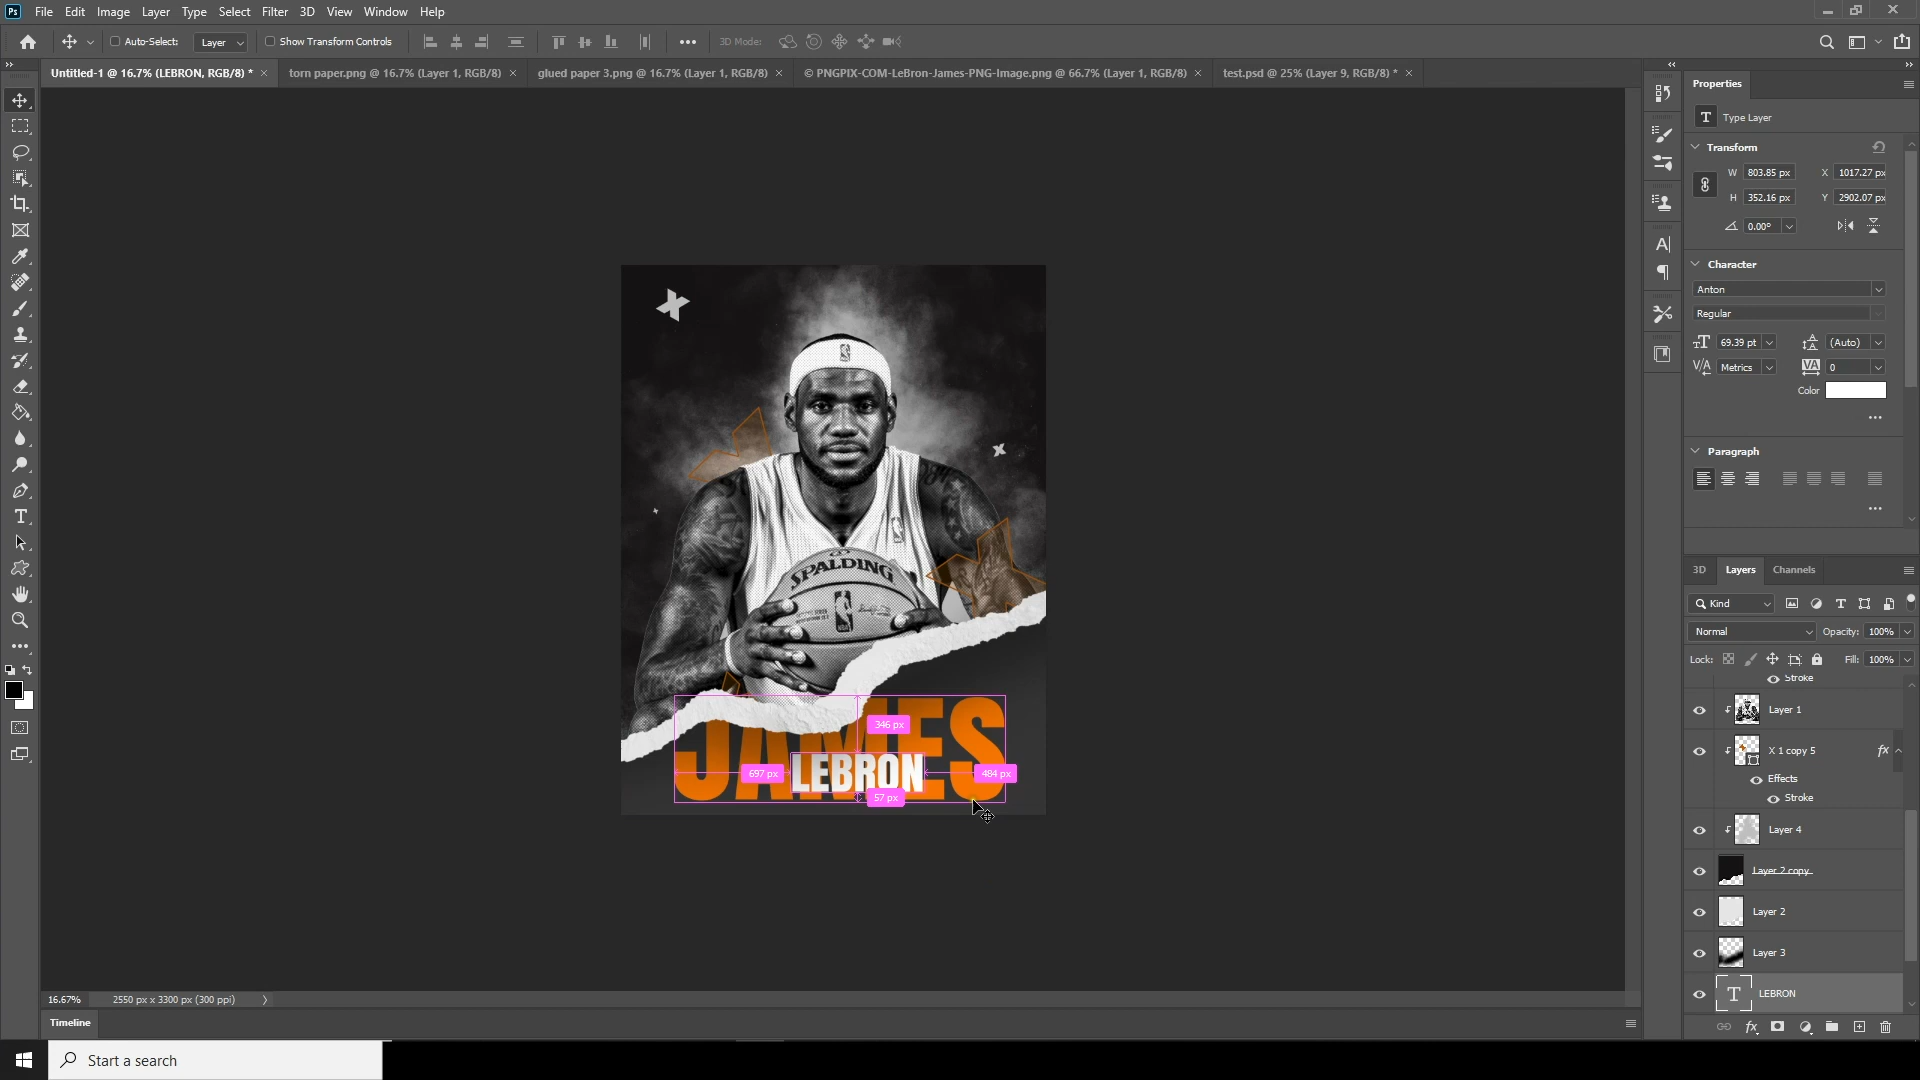 Ps File Edit Image Layer Type Select Filter 3D View Window Help
Auto-Select: Layer Show Transform Controls 3D Mode:
Untitled-1 @ 16.7% (LEBRON, RGB/8) * torn paper.png @ 16.7% (Layer 1, RGB/8) glued paper 3.png @ 16.7% (Layer 1, RGB/8) © PNGPIX-COM-LeBron-James-PNG-Image.png @ 66.7% (Layer 1, RGB/8) test.psd @ 25% (Layer 9, RGB/8) *
Properties
Type Layer
Transform
W 803.85 px X 1017.27 px
H 352.16 px Y 2902.07 px
0.00°
Character
Anton
Regular
69.39 pt (Auto)
Metrics 0
Color
Paragraph
3D Layers Channels
Kind
Normal Opacity: 100%
Lock: Fill: 100%
Stroke
Layer 1
X 1 copy 5 fx
Effects
Stroke
Layer 4
Layer 2 copy
Layer 2
Layer 3
LEBRON
SPALDING
JAMES
LEBRON
346 px
697 px
484 px
57 px
16.67% 2550 px x 3300 px (300 ppi)
Timeline
Start a search